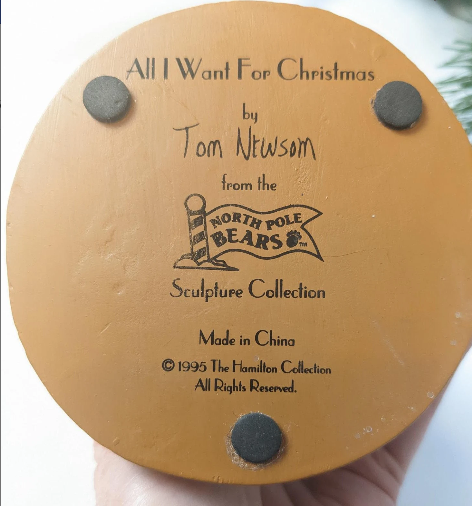 All I Want For Christmas
by
Tom Newsom
from the
NORTH POLE
BEARS™
Sculpture Collection
Made in China
© 1995 The Hamilton Collection
All Rights Reserved.